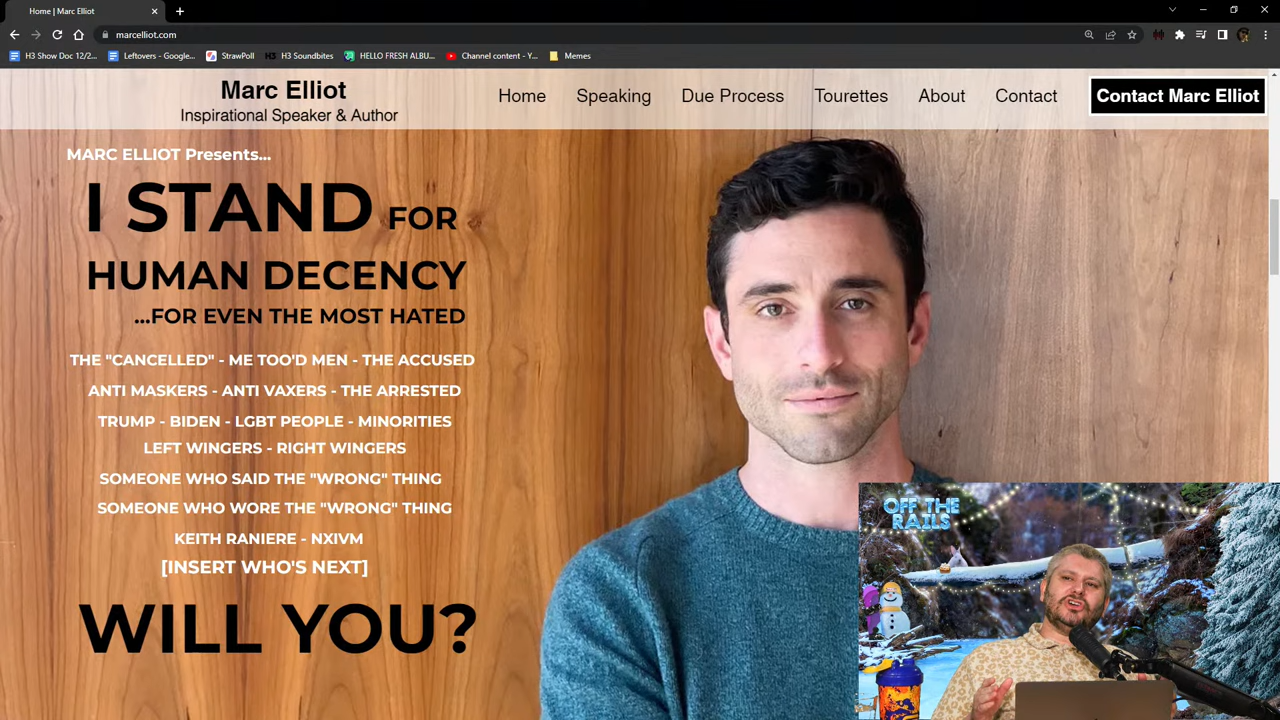 Home | Marc Elliot
marcelliot.com
H3 Show Doc 12/2...
Leftovers - Google...
StrawPoll
H3 Soundbites
HELLO FRESH ALBU...
Channel content - Y...
Memes
Marc Elliot
Inspirational Speaker & Author
Home
Speaking
Due Process
Tourettes
About
Contact
Contact Marc Elliot
MARC ELLIOT Presents...
I STAND FOR
HUMAN DECENCY
...FOR EVEN THE MOST HATED
THE "CANCELLED" - ME TOO'D MEN - THE ACCUSED
ANTI MASKERS - ANTI VAXERS - THE ARRESTED
TRUMP - BIDEN - LGBT PEOPLE - MINORITIES
LEFT WINGERS - RIGHT WINGERS
SOMEONE WHO SAID THE "WRONG" THING
SOMEONE WHO WORE THE "WRONG" THING
KEITH RANIERE - NXIVM
[INSERT WHO'S NEXT]
WILL YOU?
OFF THE
RAILS